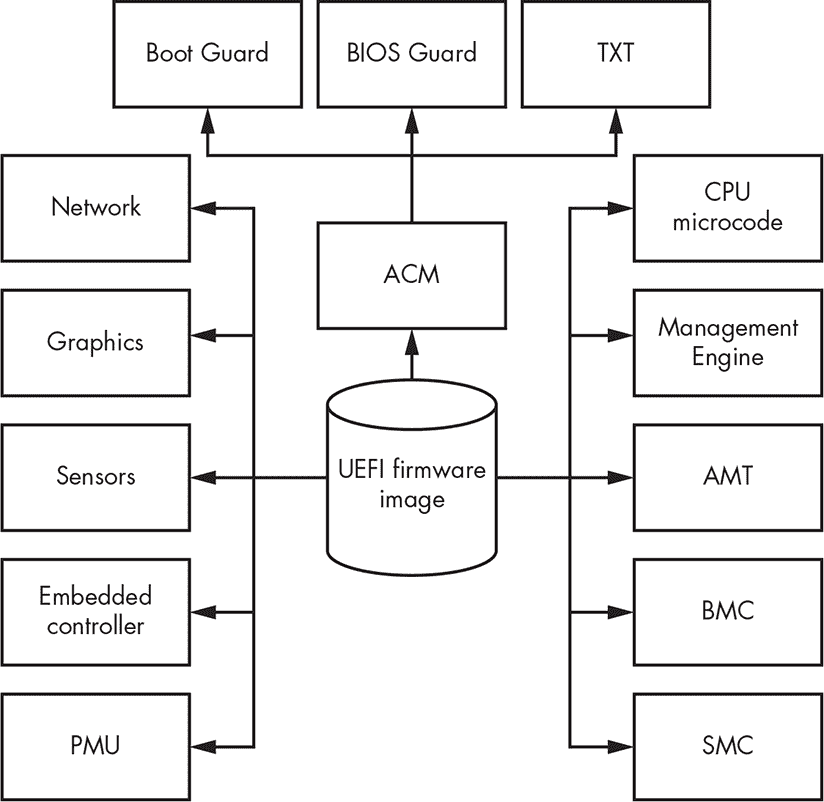 Boot Guard
BIOS Guard
TXT
Network
CPU
microcode
ACM
Graphics
Management
Engine
Sensors
UEFI firmware
image
AMT
Embedded
controller
BMC
PMU
SMC